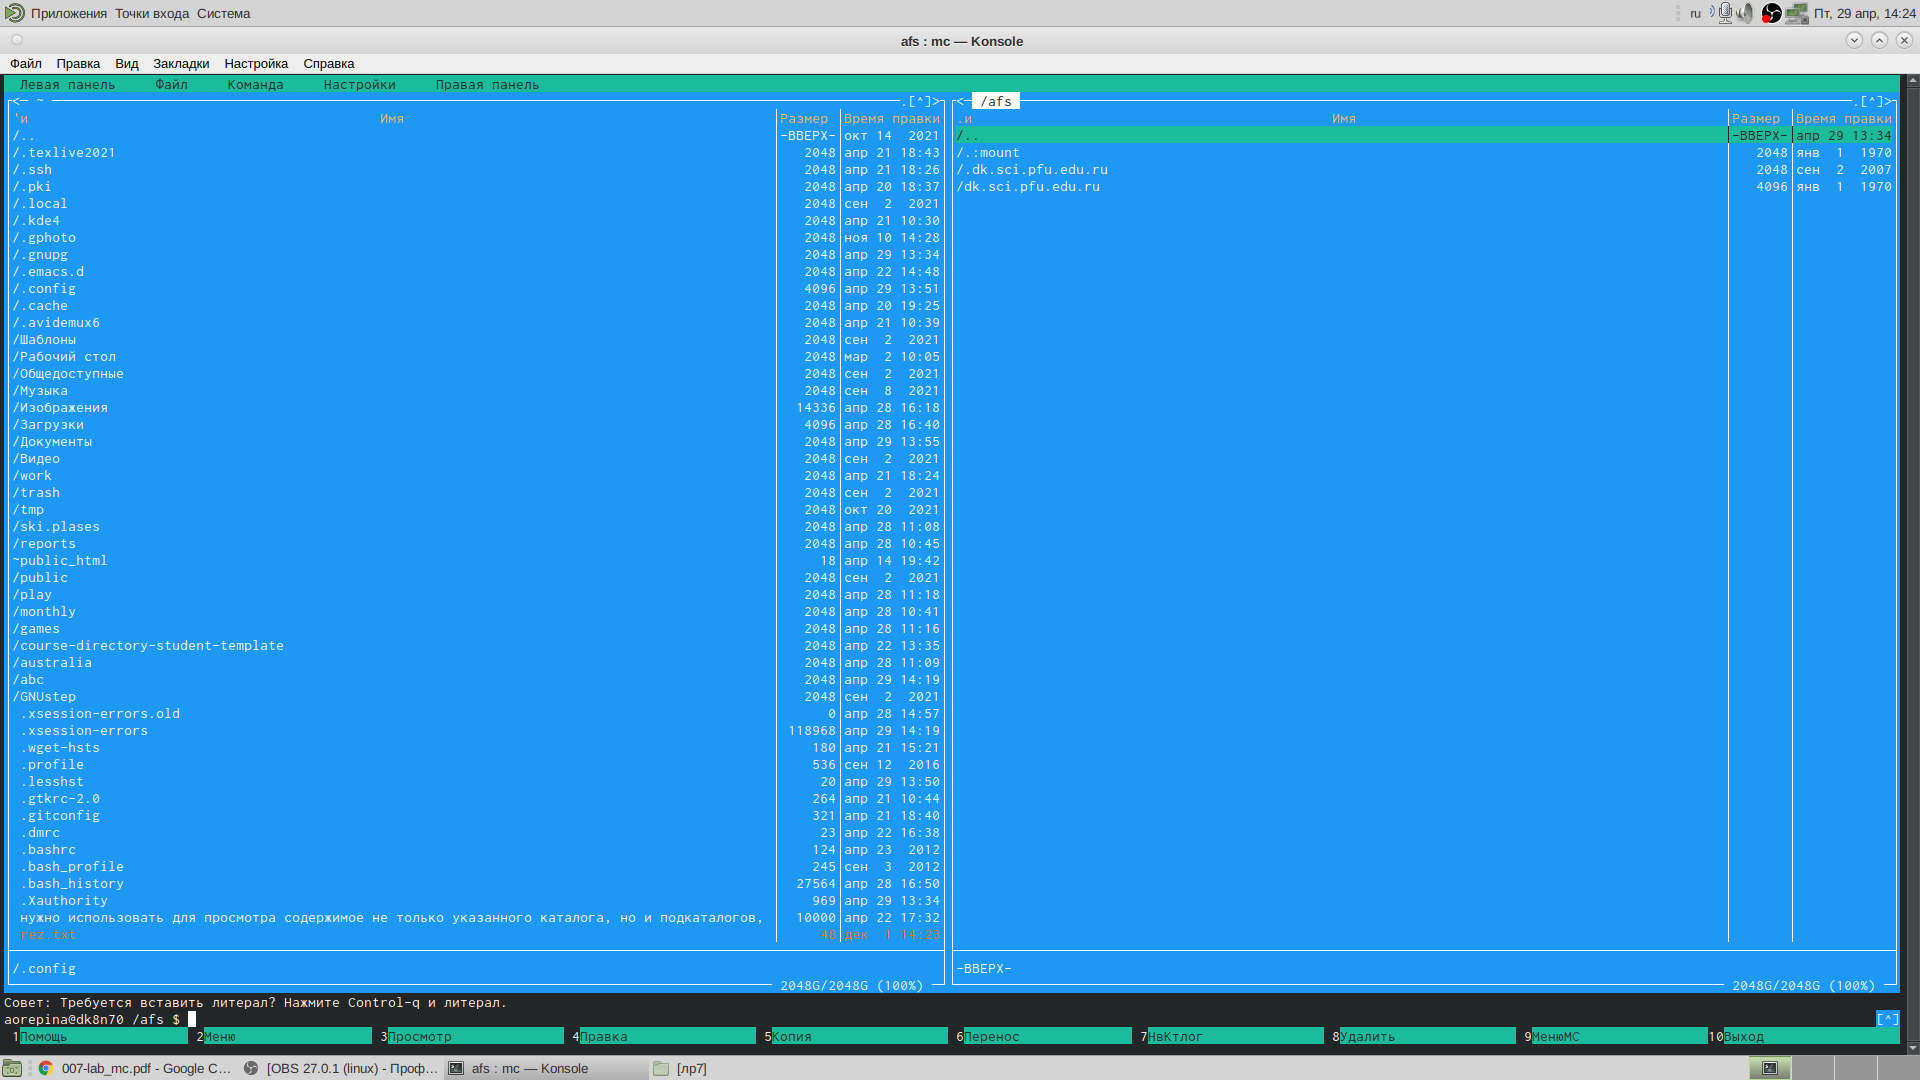 Приложения Точки входа Система
ru Пт, 29 апр, 14:24
afs : mc — Konsole
Файл Правка Вид Закладки Настройка Справка
Левая панель Файл Команда Настройки Правая панель
<— ~ .[^]>
'и Имя Размер Время правки
/.. -ВВЕРХ- окт 14 2021
/.texlive2021 2048 апр 21 18:43
/.ssh 2048 апр 21 18:26
/.pki 2048 апр 20 18:37
/.local 2048 сен 2 2021
/.kde4 2048 апр 21 10:30
/.gphoto 2048 ноя 10 14:28
/.gnupg 2048 апр 29 13:34
/.emacs.d 2048 апр 22 14:48
/.config 4096 апр 29 13:51
/.cache 2048 апр 20 19:25
/.avidemux6 2048 апр 21 10:39
/Шаблоны 2048 сен 2 2021
/Рабочий стол 2048 мар 2 10:05
/Общедоступные 2048 сен 2 2021
/Музыка 2048 сен 8 2021
/Изображения 14336 апр 28 16:18
/Загрузки 4096 апр 28 16:40
/Документы 2048 апр 29 13:55
/Видео 2048 сен 2 2021
/work 2048 апр 21 18:24
/trash 2048 сен 2 2021
/tmp 2048 окт 20 2021
/ski.plases 2048 апр 28 11:08
/reports 2048 апр 28 10:45
~public_html 18 апр 14 19:42
/public 2048 сен 2 2021
/play 2048 апр 28 11:18
/monthly 2048 апр 28 10:41
/games 2048 апр 28 11:16
/course-directory-student-template 2048 апр 22 13:35
/australia 2048 апр 28 11:09
/abc 2048 апр 29 14:19
/GNUstep 2048 сен 2 2021
.xsession-errors.old 0 апр 28 14:57
.xsession-errors 118968 апр 29 14:19
.wget-hsts 180 апр 21 15:21
.profile 536 сен 12 2016
.lesshst 20 апр 29 13:50
.gtkrc-2.0 264 апр 21 10:44
.gitconfig 321 апр 21 18:40
.dmrc 23 апр 22 16:38
.bashrc 124 апр 23 2012
.bash_profile 245 сен 3 2012
.bash_history 27564 апр 28 16:50
.Xauthority 969 апр 29 13:34
нужно использовать для просмотра содержимое не только указанного каталога, но и подкаталогов, 10000 апр 22 17:32
rez.txt 48 дек 1 14:23
/.config
2048G/2048G (100%)
<— /afs .[^]>
.и Имя Размер Время правки
/.. -ВВЕРХ- апр 29 13:34
/.:mount 2048 янв 1 1970
/.dk.sci.pfu.edu.ru 2048 сен 2 2007
/dk.sci.pfu.edu.ru 4096 янв 1 1970
-ВВЕРХ-
2048G/2048G (100%)
Совет: Требуется вставить литерал? Нажмите Control-q и литерал.
aorepina@dk8n70 /afs $ [^]
1Помощь 2Меню 3Просмотр 4Правка 5Копия 6Перенос 7НвКтлог 8Удалить 9МенюMC 10Выход
007-lab_mc.pdf - Google C... [OBS 27.0.1 (linux) - Проф... afs : mc — Konsole [лр7]